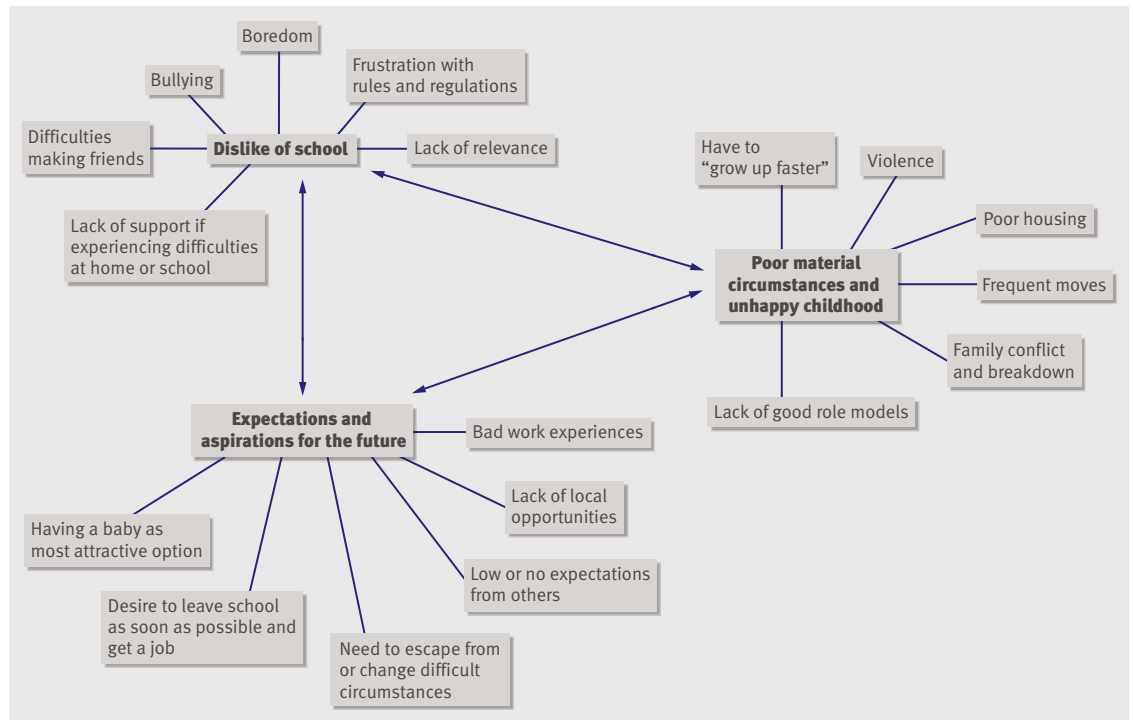 Boredom
Bullying
Frustration with
rules and regulations
Difficulties
making friends
Dislike of school
Lack of relevance
Lack of support if
experiencing difficulties
at home or school
Have to
“grow up faster”
Violence
Poor housing
Poor material
circumstances and
unhappy childhood
Frequent moves
Family conflict
and breakdown
Lack of good role models
Expectations and
aspirations for the future
Bad work experiences
Lack of local
opportunities
Having a baby as
most attractive option
Low or no expectations
from others
Desire to leave school
as soon as possible and
get a job
Need to escape from
or change difficult
circumstances